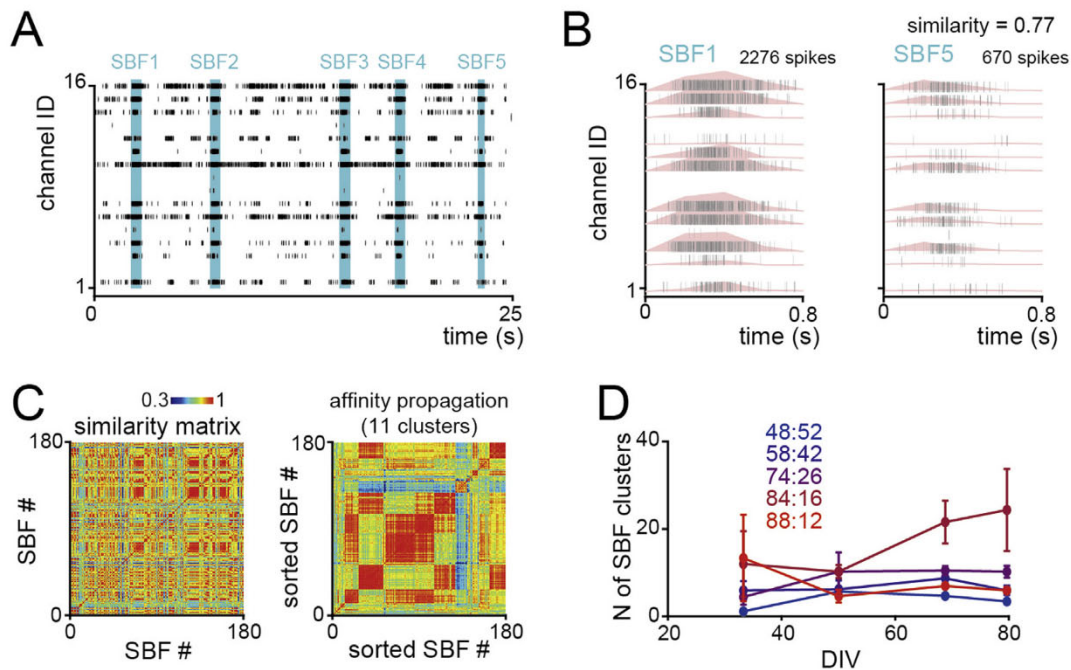 A
SBF1 SBF2 SBF3 SBF4 SBF5
16
channel ID
1
0 25
time (s)
B
similarity = 0.77
SBF1 2276 spikes SBF5 670 spikes
16
channel ID
1
0 0.8 0 0.8
time (s) time (s)
C
0.3 1
similarity matrix
180
SBF #
0
0 180
SBF #
affinity propagation
(11 clusters)
180
sorted SBF #
0
0 180
sorted SBF #
D
48:52
58:42
74:26
84:16
88:12
40
20
0
N of SBF clusters
20 40 60 80
DIV